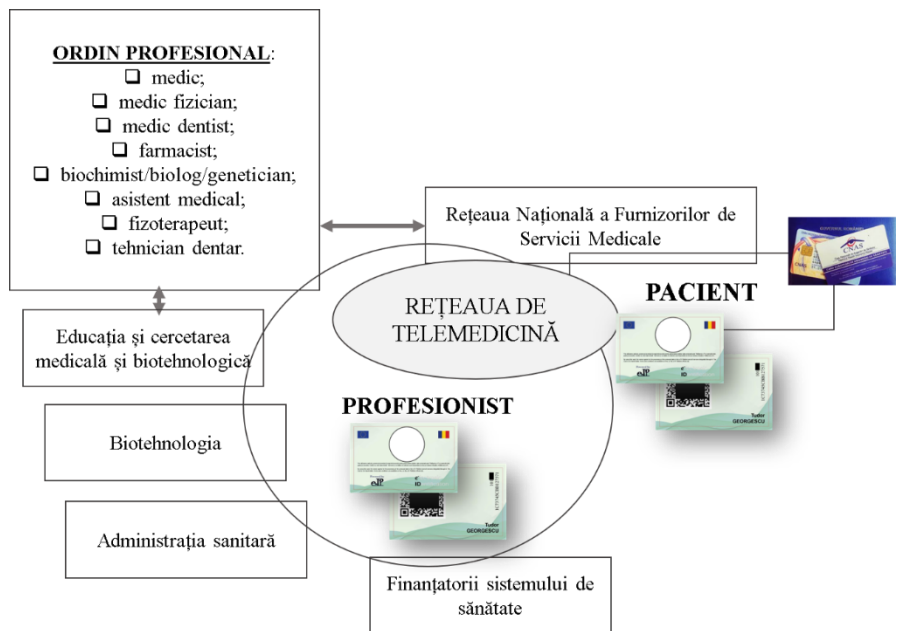 ORDIN PROFESIONAL:
medic;
medic fizician;
medic dentist;
farmacist;
biochimist/biolog/genetician;
asistent medical;
fizoterapeut;
tehnician dentar.
Rețeaua Națională a Furnizorilor de
Servicii Medicale
CNAS
REȚEAUA DE
TELEMEDICINĂ
PACIENT
Educația și cercetarea
medicală și biotehnologică
ID
Tudor
GEORGESCU
PROFESIONIST
Biotehnologia
ID
Tudor
GEORGESCU
Administrația sanitară
Finanțatorii sistemului de
sănătate